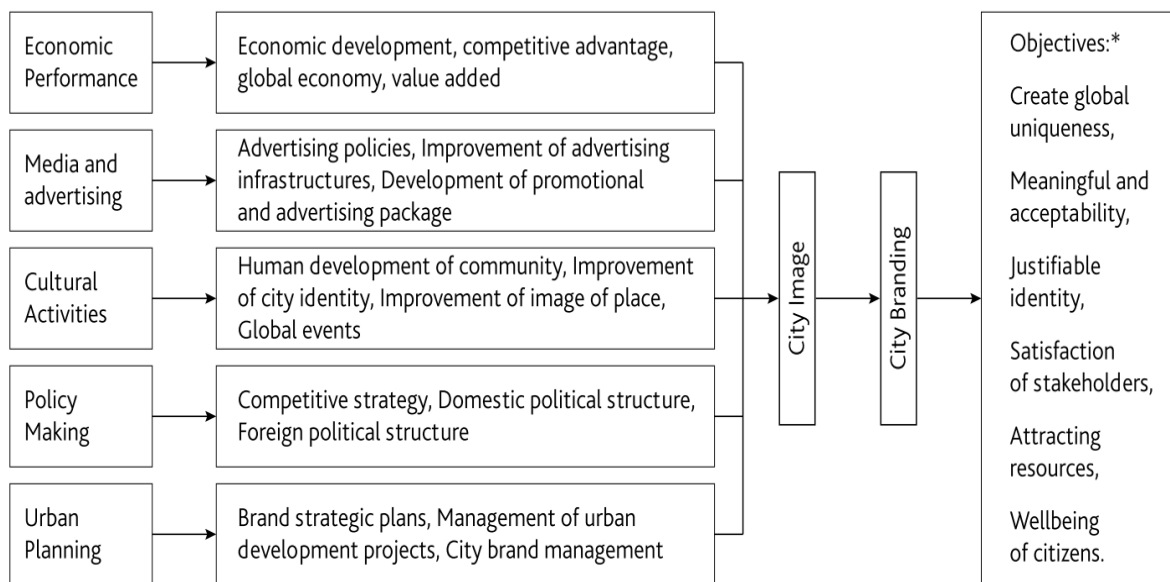 Economic
Performance
Economic development, competitive advantage,
global economy, value added
Media and
advertising
Advertising policies, Improvement of advertising
infrastructures, Development of promotional
and advertising package
Cultural
Activities
Human development of community, Improvement
of city identity, Improvement of image of place,
Global events
Policy
Making
Competitive strategy, Domestic political structure,
Foreign political structure
Urban
Planning
Brand strategic plans, Management of urban
development projects, City brand management
City Image
City Branding
Objectives:*
Create global
uniqueness,
Meaningful and
acceptability,
Justifiable
identity,
Satisfaction
of stakeholders,
Attracting
resources,
Wellbeing
of citizens.